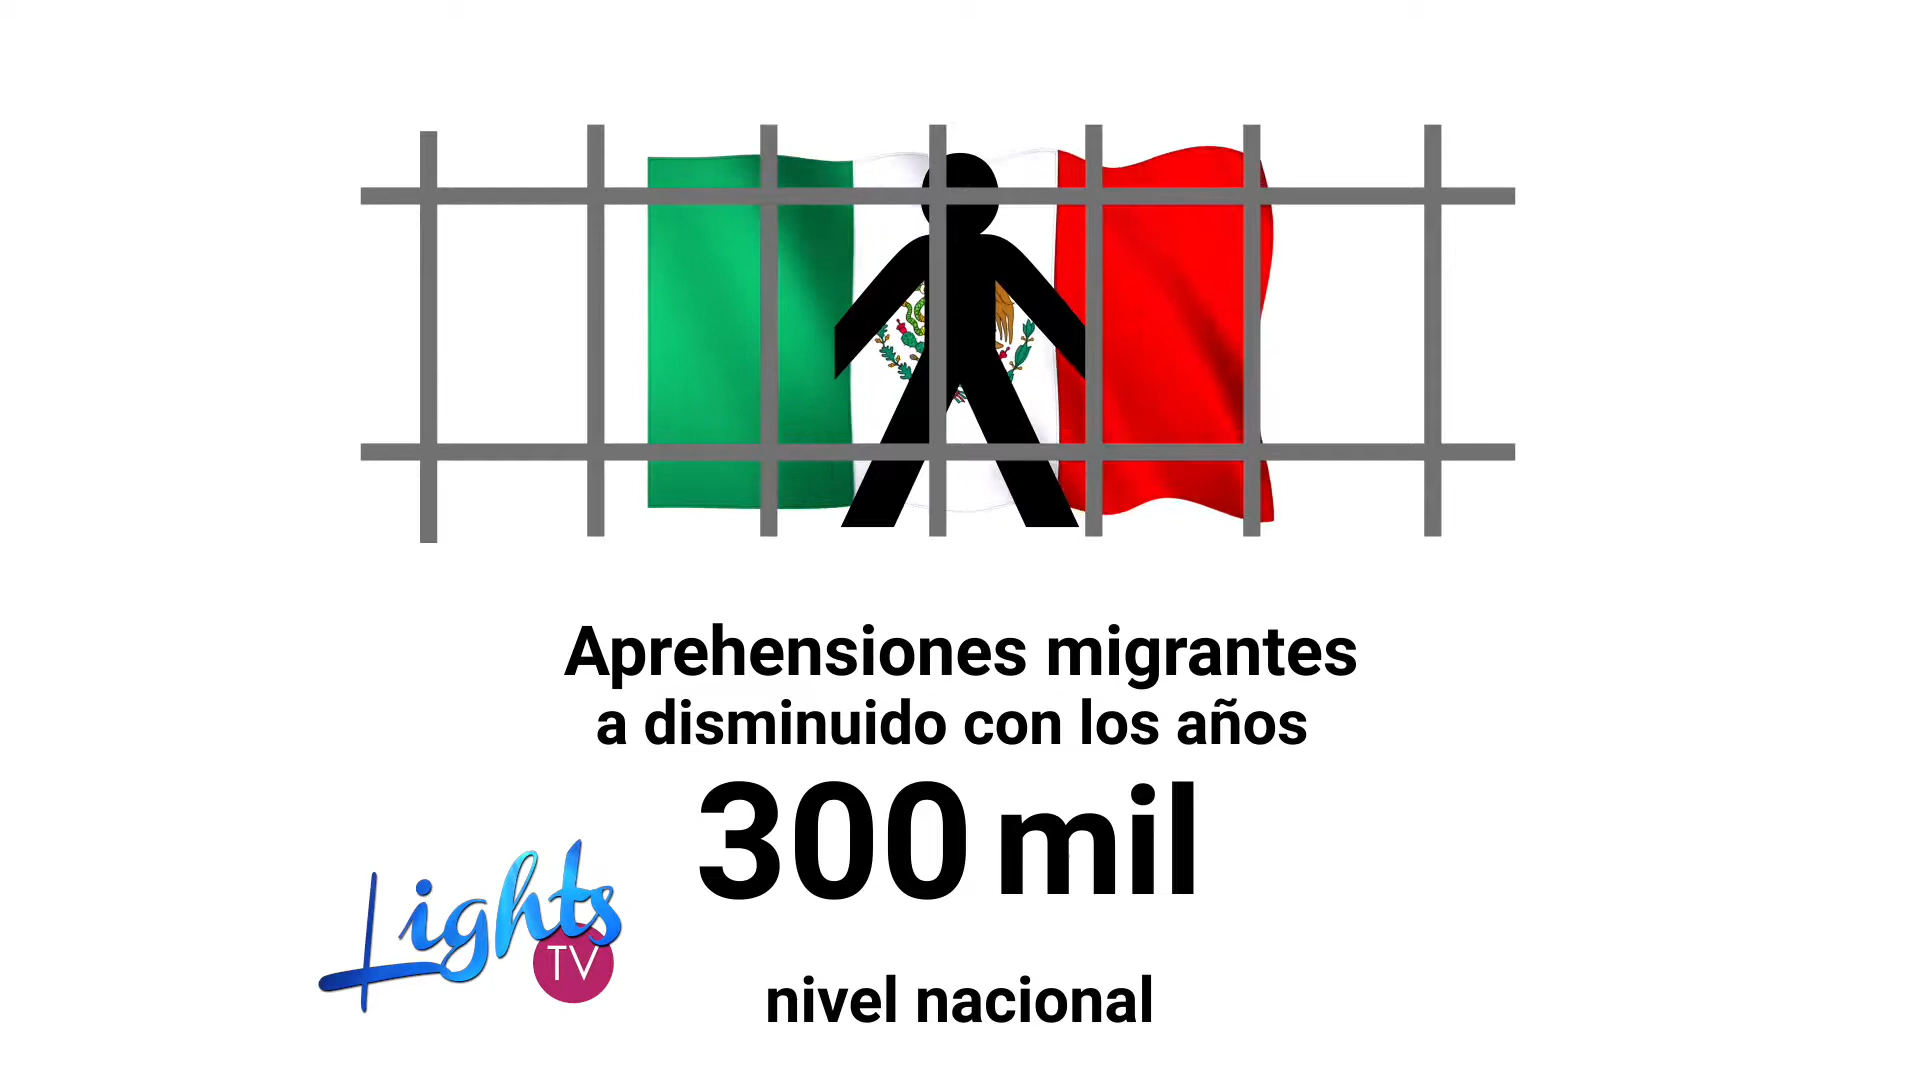 Aprehensiones migrantes
a disminuido con los años
300 mil
Lights
TV
nivel nacional